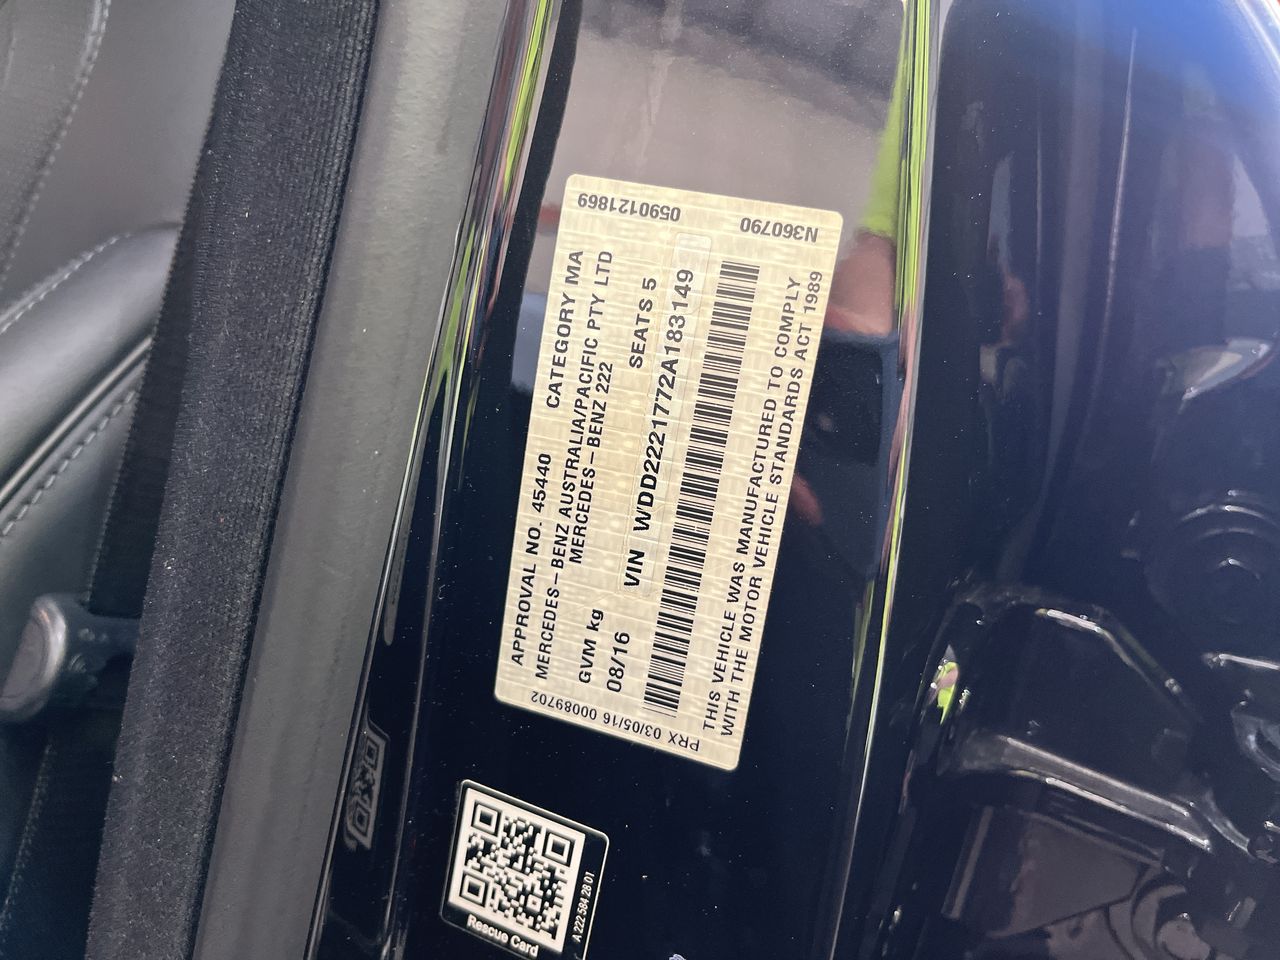 APPROVAL NO. 45440 CATEGORY MA
MERCEDES-BENZ AUSTRALIA/PACIFIC PTY LTD
MERCEDES-BENZ 222
GVM kg SEATS 5
08/16 VIN WDD2221772A183149
THIS VEHICLE WAS MANUFACTURED TO COMPLY
WITH THE MOTOR VEHICLE STANDARDS ACT 1989
0590121869
N360790
PRX 03/05/16 00089702
Rescue Card
A 222 584 28 01